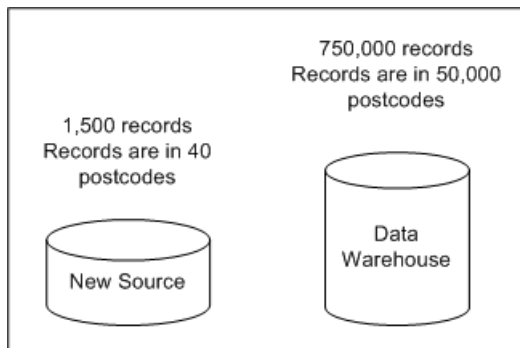 1,500 records
Records are in 40
postcodes
New Source
750,000 records
Records are in 50,000
postcodes
Data
Warehouse